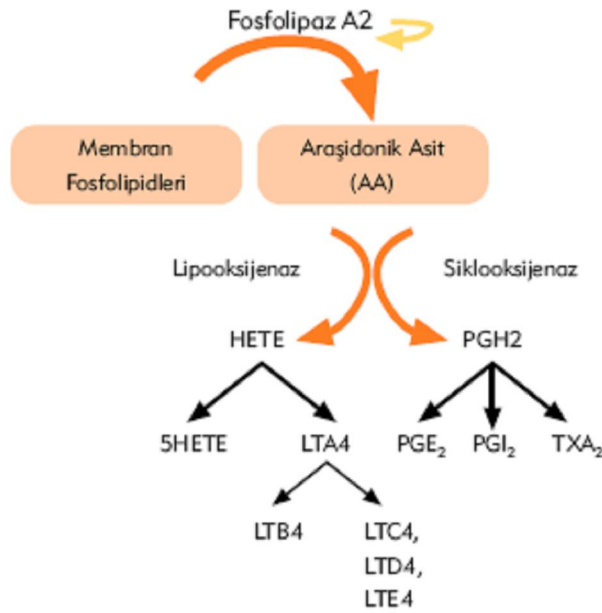 Fosfolipaz A2
Membran
Fosfolipidleri
Araşidonik Asit
(AA)
Lipooksijenaz
Siklooksijenaz
HETE
PGH2
5HETE
LTA4
PGE₂
PGI₂
TXA₂
LTB4
LTC4,
LTD4,
LTE4